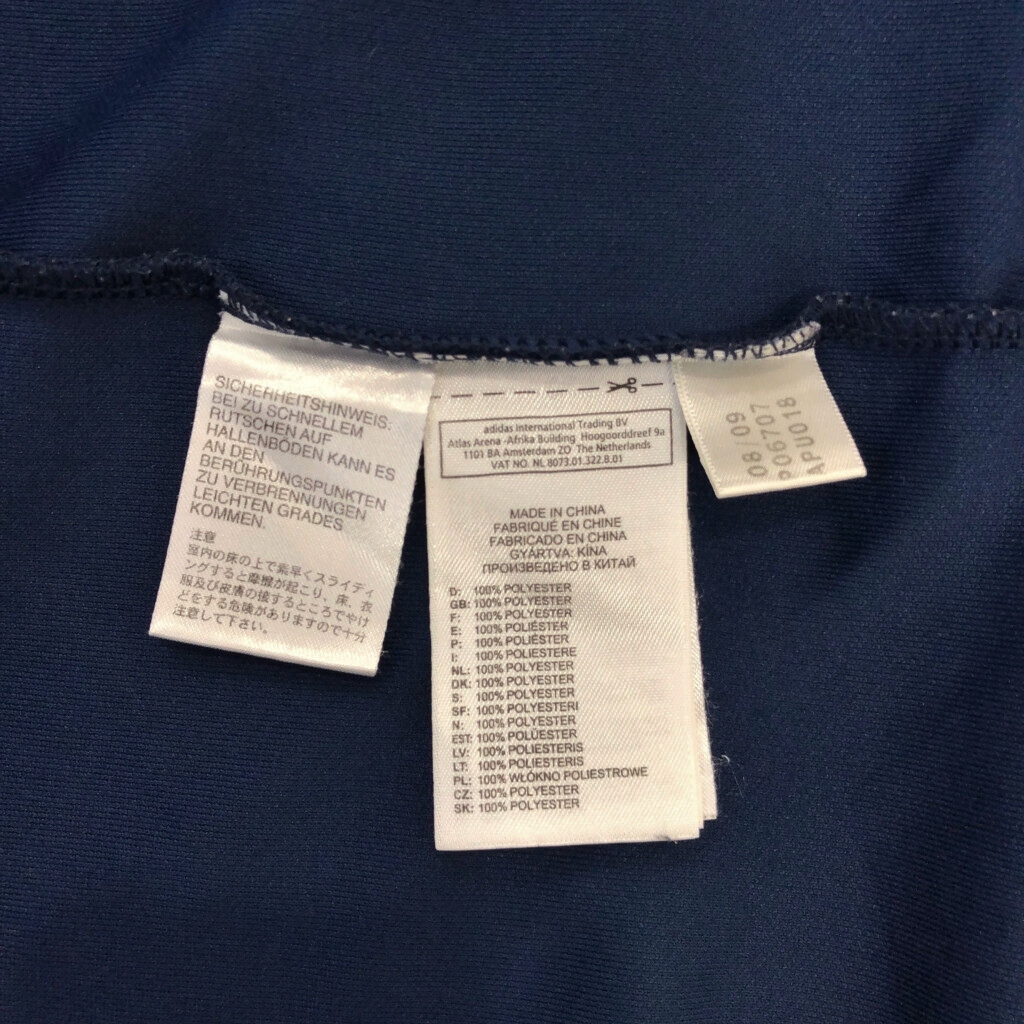 SICHERHEITSHINWEIS:
BEI ZU SCHNELLEM
RUTSCHEN AUF
HALLENBÖDEN KANN ES
AN DEN
BERÜHRUNGSPUNKTEN
ZU VERBRENNUNGEN
LEICHTEN GRADES
KOMMEN.
注意
室内の床の上で素早くスライディ
ングすると摩擦が起こり、床、衣
服及び皮膚の接するところでやけ
どをする危険がありますので十分
注意して下さい。
adidas International Trading BV
Atlas Arena -Afrika Building Hoogoorddreef 9a
1101 BA Amsterdam ZO The Netherlands
VAT NO. NL 8073.01.322.B.01
MADE IN CHINA
FABRIQUÉ EN CHINE
FABRICADO EN CHINA
GYÁRTVA: KÍNA
ПРОИЗВЕДЕНО В КИТАЙ
D: 100% POLYESTER
GB: 100% POLYESTER
F: 100% POLYESTER
E: 100% POLIÉSTER
P: 100% POLIÉSTER
I: 100% POLIESTERE
NL: 100% POLYESTER
DK: 100% POLYESTER
S: 100% POLYESTER
SF: 100% POLYESTERI
N: 100% POLYESTER
EST: 100% POLÜESTER
LV: 100% POLIESTERIS
LT: 100% POLIESTERIS
PL: 100% WŁÓKNO POLIESTROWE
CZ: 100% POLYESTER
SK: 100% POLYESTER
08/09
P06707
APU018